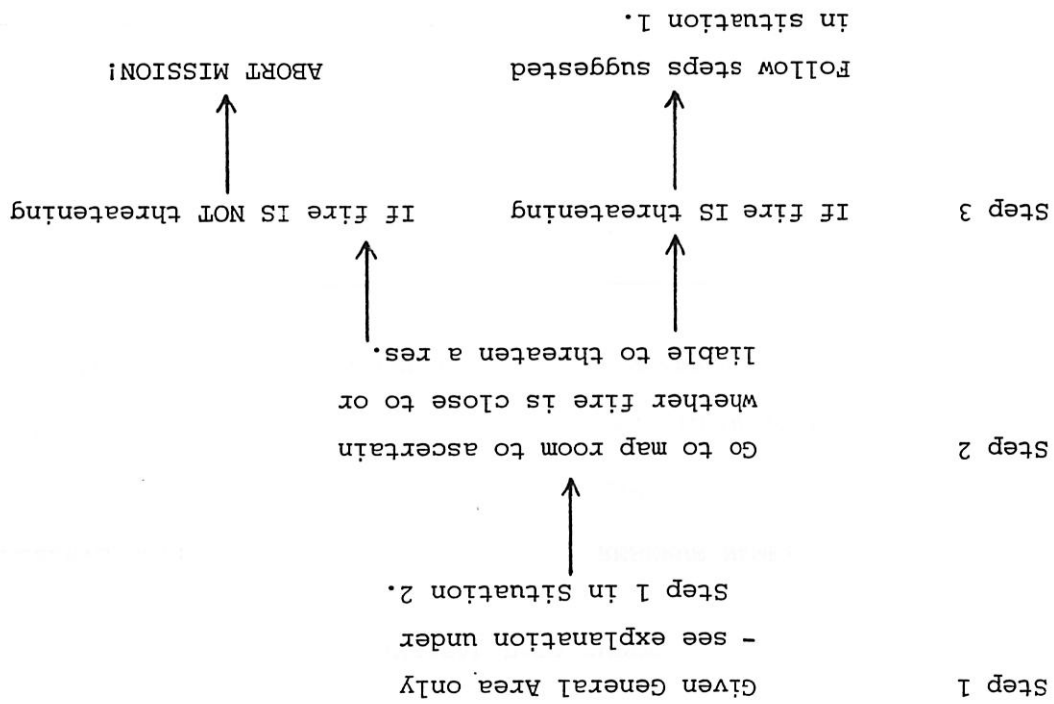 Step 1 Given General Area only
- see explanation under
Step 1 in Situation 2.
Step 2 Go to map room to ascertain
whether fire is close to or
liable to threaten a res.
Step 3 If fire IS threatening If fire IS NOT threatening
Follow steps suggested ABORT MISSION!
in situation 1.